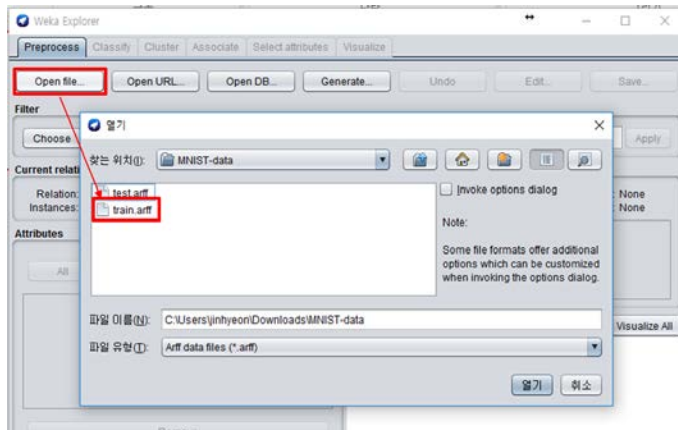 Weka Explorer
Preprocess Classify Cluster Associate Select attributes Visualize
Open file... Open URL... Open DB... Generate... Undo Edit... Save...
Filter
Choose Apply
열기
찾는 위치(I): MNIST-data
Current relati
Relation: None
Instances: None
test.arff
train.arff
Invoke options dialog
Note:
Some file formats offer additional
options which can be customized
when invoking the options dialog.
Attributes
All
파일 이름(N): C:\Users\jinhyeon\Downloads\MNIST-data
Visualize All
파일 유형(T): Arff data files (*.arff)
열기 취소